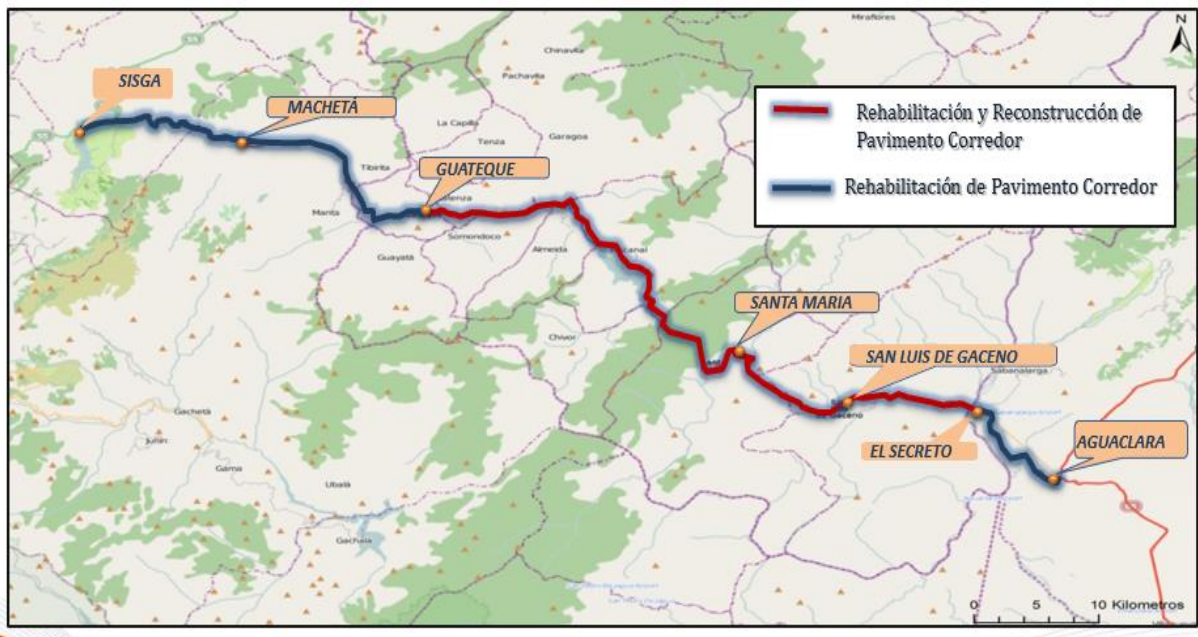 N
Miraflores
Chinavita
Pachavita
SISGA
MACHETÁ
Rehabilitación y Reconstrucción de
Pavimento Corredor
Rehabilitación de Pavimento Corredor
La Capilla
Tenza
Garagoa
Tibirita
GUATEQUE
Manta
Somondoco
Guayatá
Almeida
SANTA MARIA
Chivor
SAN LUIS DE GACENO
Sabanalarga
EL SECRETO
AGUACLARA
Gachetá
Junín
Gama
Ubalá
Gachala
0 5 10 Kilometros